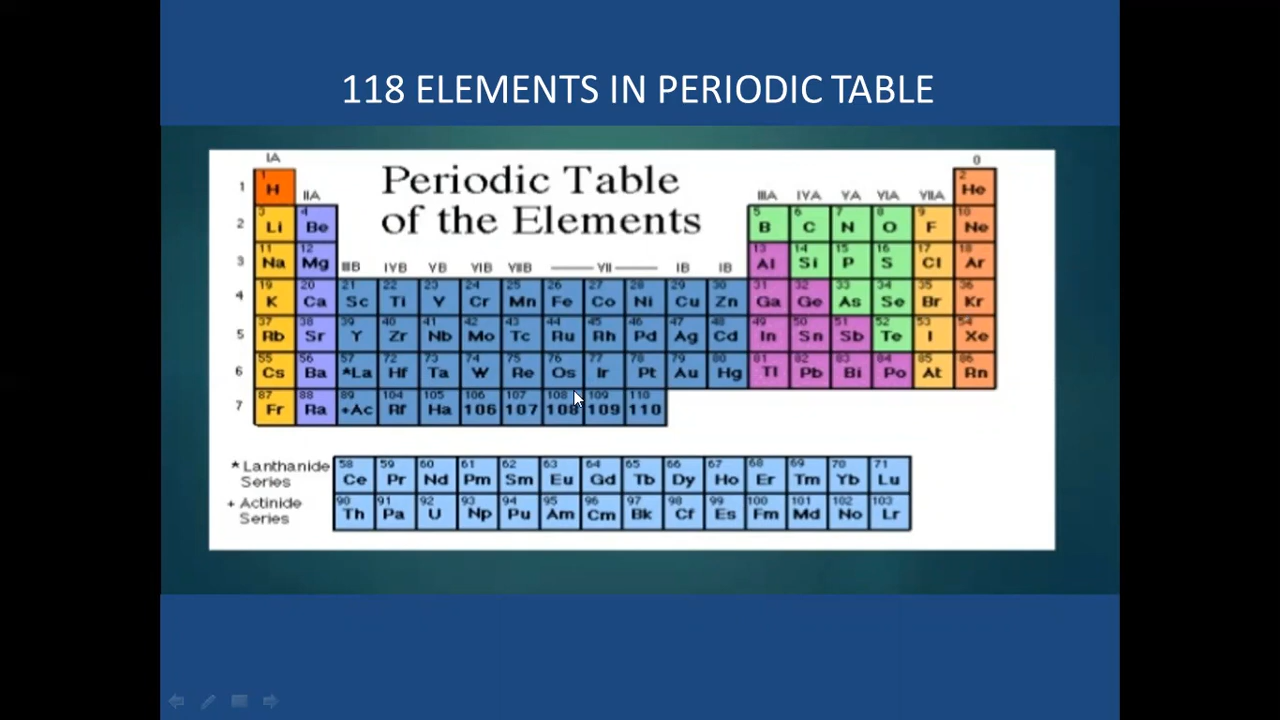 118 ELEMENTS IN PERIODIC TABLE
Periodic Table
of the Elements
IA 0
1 1 H 2 He
IIA IIIA IVA VA VIA VIIA
2 3 Li 4 Be 5 B 6 C 7 N 8 O 9 F 10 Ne
3 11 Na 12 Mg 13 Al 14 Si 15 P 16 S 17 Cl 18 Ar
IIIB IVB VB VIB VIIB VII IB IB
4 19 K 20 Ca 21 Sc 22 Ti 23 V 24 Cr 25 Mn 26 Fe 27 Co 28 Ni 29 Cu 30 Zn 31 Ga 32 Ge 33 As 34 Se 35 Br 36 Kr
5 37 Rb 38 Sr 39 Y 40 Zr 41 Nb 42 Mo 43 Tc 44 Ru 45 Rh 46 Pd 47 Ag 48 Cd 49 In 50 Sn 51 Sb 52 Te 53 I 54 Xe
6 55 Cs 56 Ba 57 *La 72 Hf 73 Ta 74 W 75 Re 76 Os 77 Ir 78 Pt 79 Au 80 Hg 81 Tl 82 Pb 83 Bi 84 Po 85 At 86 Rn
7 87 Fr 88 Ra 89 +Ac 104 Rf 105 Ha 106 106 107 107 108 108 109 109 110 110
* Lanthanide
Series
58 Ce 59 Pr 60 Nd 61 Pm 62 Sm 63 Eu 64 Gd 65 Tb 66 Dy 67 Ho 68 Er 69 Tm 70 Yb 71 Lu
+ Actinide
Series
90 Th 91 Pa 92 U 93 Np 94 Pu 95 Am 96 Cm 97 Bk 98 Cf 99 Es 100 Fm 101 Md 102 No 103 Lr